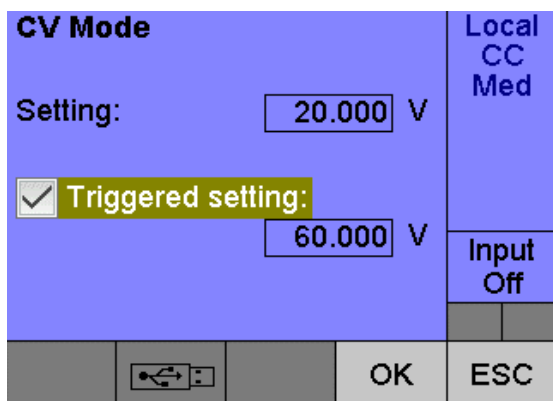 CV Mode
Local
CC
Med
Setting: 20.000 V
Triggered setting:
60.000 V
Input
Off
OK ESC